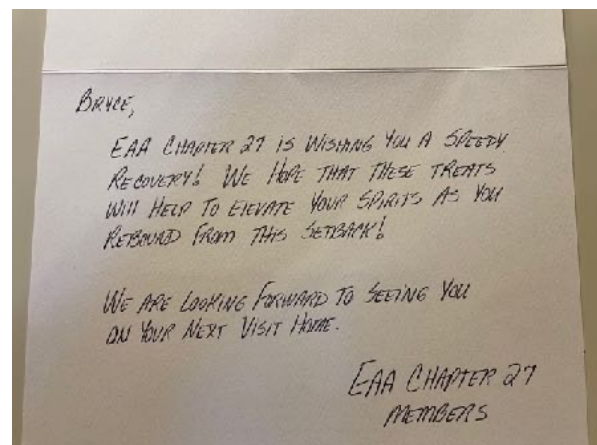 BRYCE,
EAA CHAPTER 27 IS WISHING YOU A SPEEDY
RECOVERY! WE HOPE THAT THESE TREATS
WILL HELP TO ELEVATE YOUR SPIRITS AS YOU
REBOUND FROM THIS SETBACK!
WE ARE LOOKING FORWARD TO SEEING YOU
ON YOUR NEXT VISIT HOME.
EAA CHAPTER 27
MEMBERS